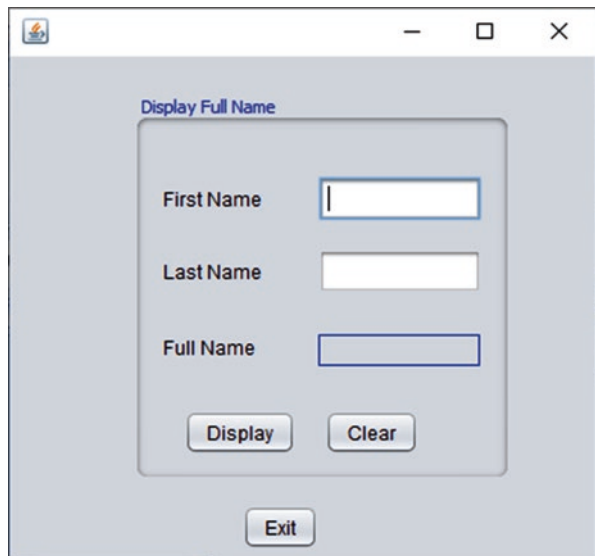 Display Full Name
First Name
Last Name
Full Name
Display Clear
Exit